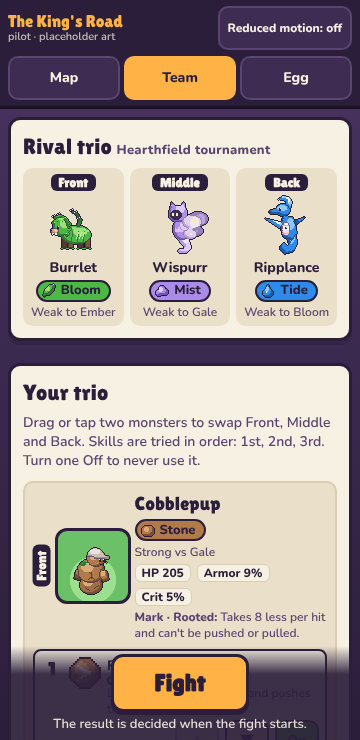 The King's Road
pilot · placeholder art
Reduced motion: off
Map
Team
Egg
Rival trio Hearthfield tournament
Front
Middle
Back
Burrlet
Wispurr
Ripplance
Bloom
Mist
Tide
Weak to Ember
Weak to Gale
Weak to Bloom
Your trio
Drag or tap two monsters to swap Front, Middle
and Back. Skills are tried in order: 1st, 2nd, 3rd.
Turn one Off to never use it.
Front
Cobblepup
Stone
Strong vs Gale
HP 205
Armor 9%
Crit 5%
Mark · Rooted: Takes 8 less per hit
and can't be pushed or pulled.
1
and pushes
Fight
The result is decided when the fight starts.